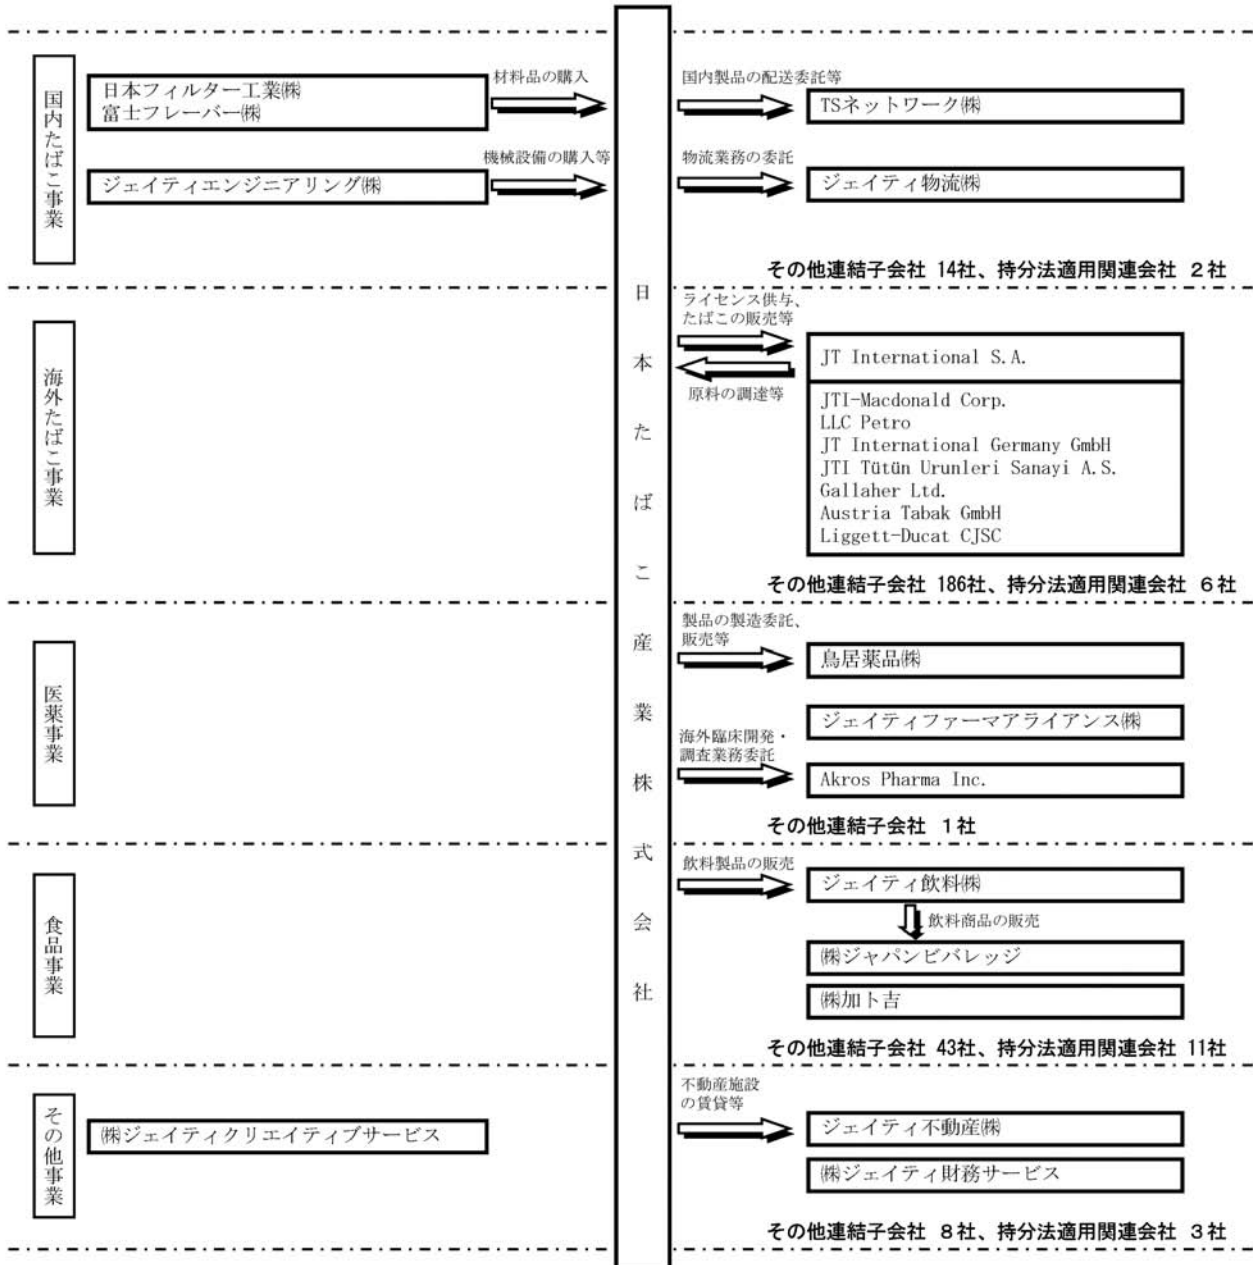 国内たばこ事業
日本フィルター工業㈱
富士フレーバー㈱
材料品の購入
国内製品の配送委託等
TSネットワーク㈱
ジェイティエンジニアリング㈱
機械設備の購入等
物流業務の委託
ジェイティ物流㈱
その他連結子会社 14社、持分法適用関連会社 2社
日本たばこ産業株式会社
海外たばこ事業
ライセンス供与、
たばこの販売等
原料の調達等
JT International S.A.
JTI-Macdonald Corp.
LLC Petro
JT International Germany GmbH
JTI Tütün Urunleri Sanayi A.S.
Gallaher Ltd.
Austria Tabak GmbH
Liggett-Ducat CJSC
その他連結子会社 186社、持分法適用関連会社 6社
医薬事業
製品の製造委託、
販売等
鳥居薬品㈱
ジェイティファーマアライアンス㈱
海外臨床開発・
調査業務委託
Akros Pharma Inc.
その他連結子会社 1社
食品事業
飲料製品の販売
ジェイティ飲料㈱
飲料商品の販売
㈱ジャパンビバレッジ
㈱加ト吉
その他連結子会社 43社、持分法適用関連会社 11社
その他事業
㈱ジェイティクリエイティブサービス
不動産施設
の賃貸等
ジェイティ不動産㈱
㈱ジェイティ財務サービス
その他連結子会社 8社、持分法適用関連会社 3社